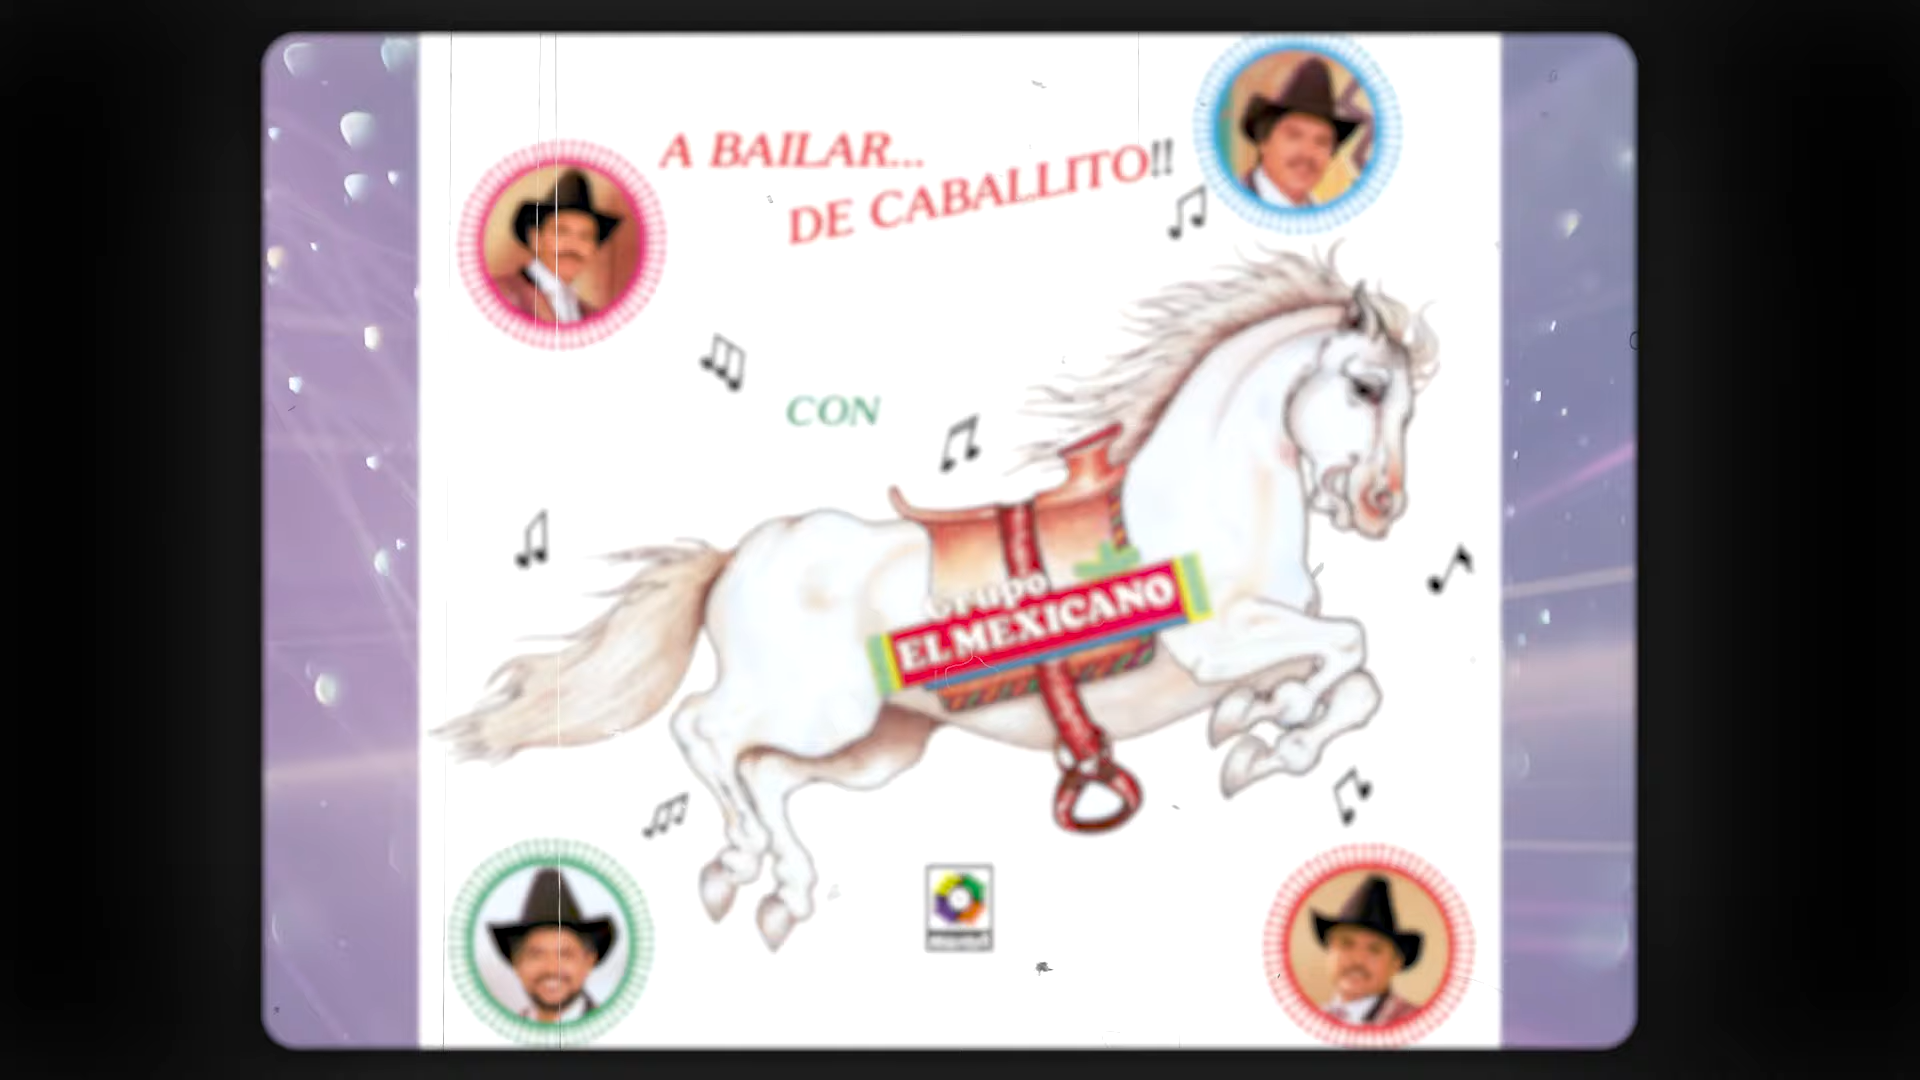 A BAILAR...
DE CABALLITO!!
CON
Grupo
EL MEXICANO